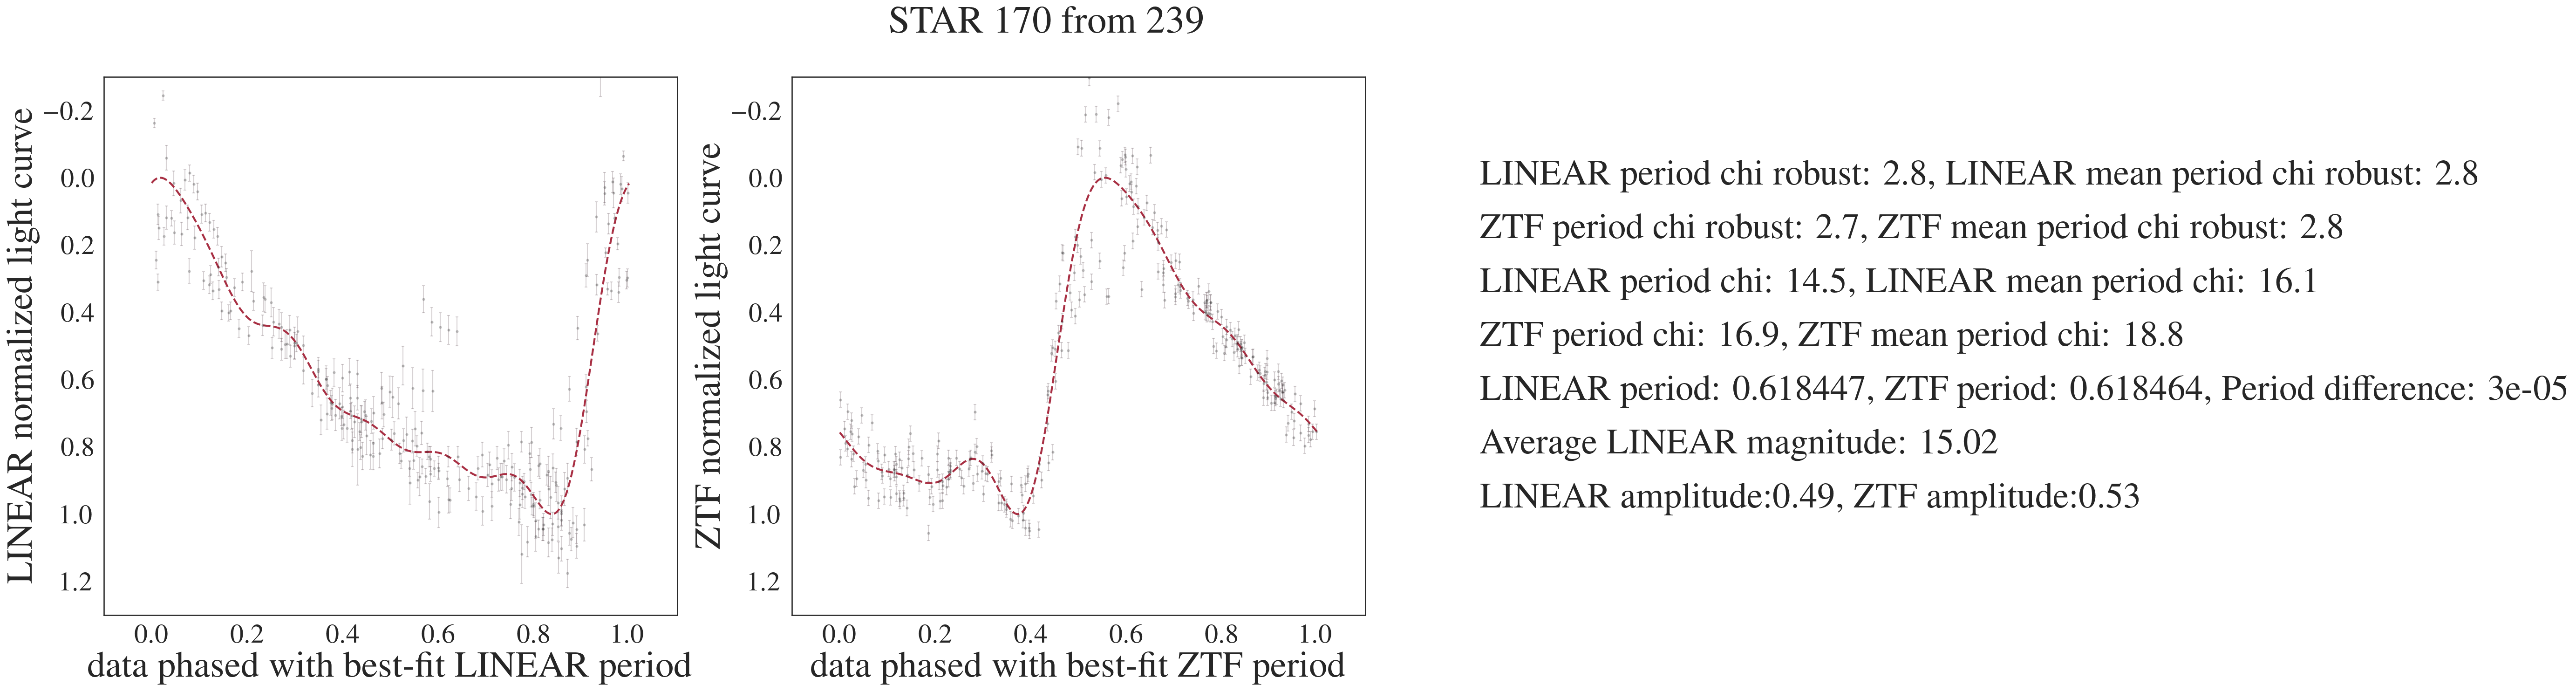 STAR 170 from 239
LINEAR normalized light curve
−0.2
0.0
0.2
0.4
0.6
0.8
1.0
1.2
0.0 0.2 0.4 0.6 0.8 1.0
data phased with best-fit LINEAR period
ZTF normalized light curve
−0.2
0.0
0.2
0.4
0.6
0.8
1.0
1.2
0.0 0.2 0.4 0.6 0.8 1.0
data phased with best-fit ZTF period
LINEAR period chi robust: 2.8, LINEAR mean period chi robust: 2.8
ZTF period chi robust: 2.7, ZTF mean period chi robust: 2.8
LINEAR period chi: 14.5, LINEAR mean period chi: 16.1
ZTF period chi: 16.9, ZTF mean period chi: 18.8
LINEAR period: 0.618447, ZTF period: 0.618464, Period difference: 3e-05
Average LINEAR magnitude: 15.02
LINEAR amplitude:0.49, ZTF amplitude:0.53